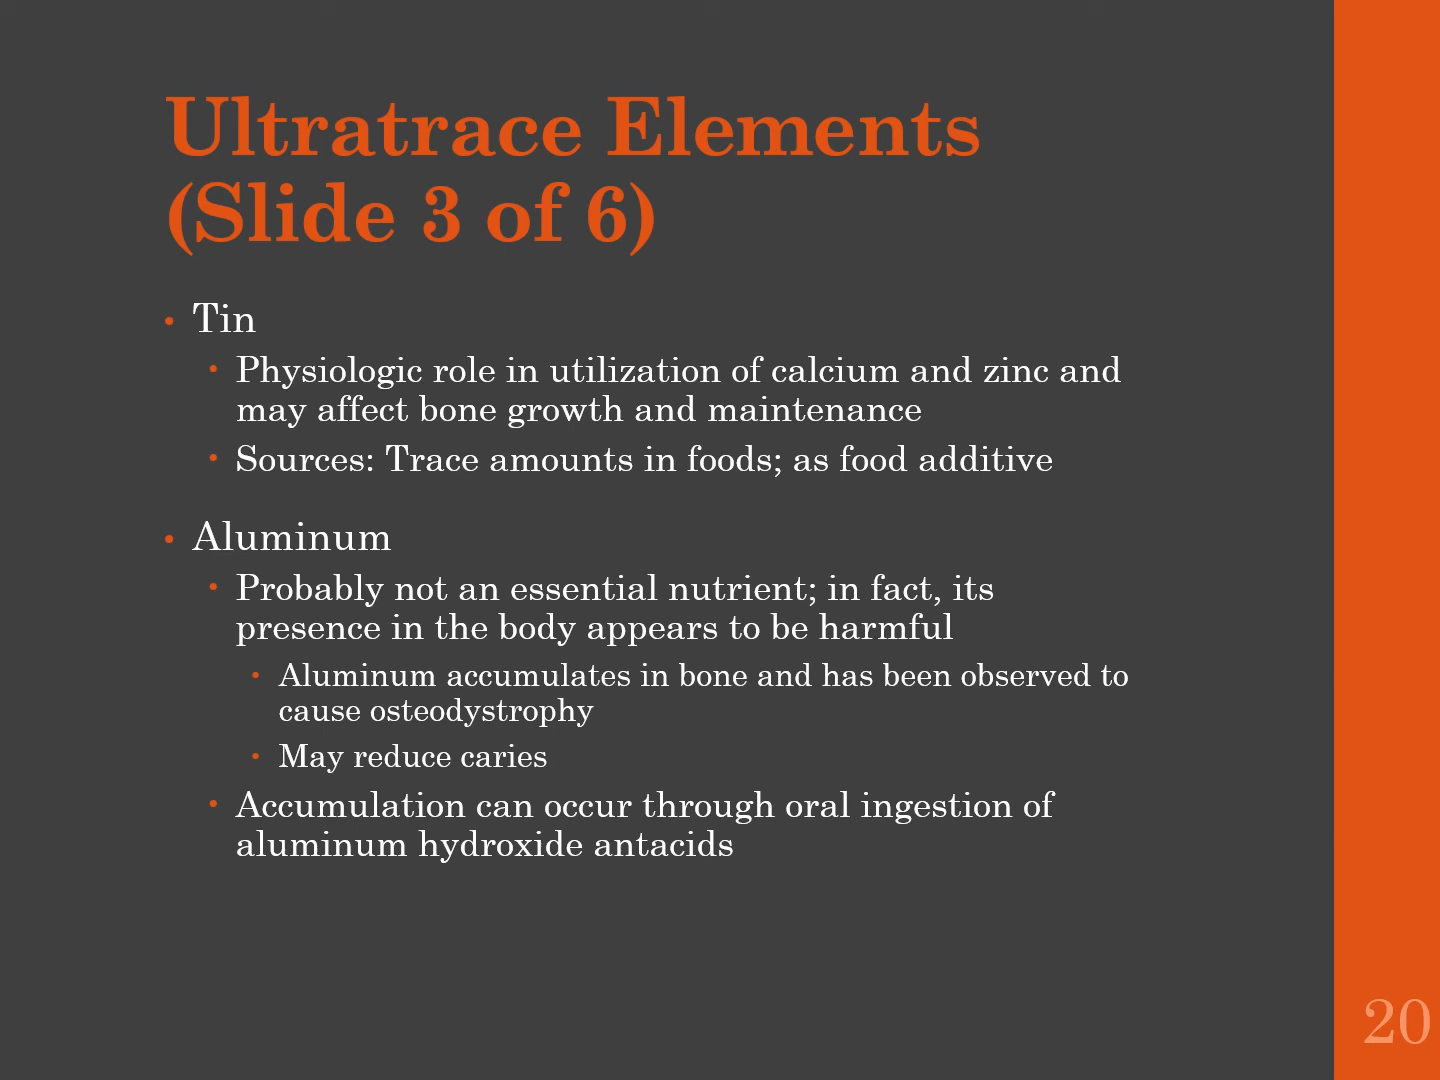 Ultratrace Elements
(Slide 3 of 6)
• Tin
• Physiologic role in utilization of calcium and zinc and
may affect bone growth and maintenance
• Sources: Trace amounts in foods; as food additive
• Aluminum
• Probably not an essential nutrient; in fact, its
presence in the body appears to be harmful
• Aluminum accumulates in bone and has been observed to
cause osteodystrophy
• May reduce caries
• Accumulation can occur through oral ingestion of
aluminum hydroxide antacids
20